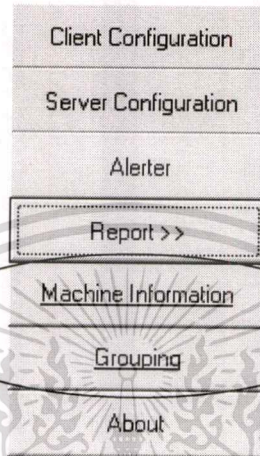 Client Configuration
Server Configuration
Alerter
Report >>
Machine Information
Grouping
About